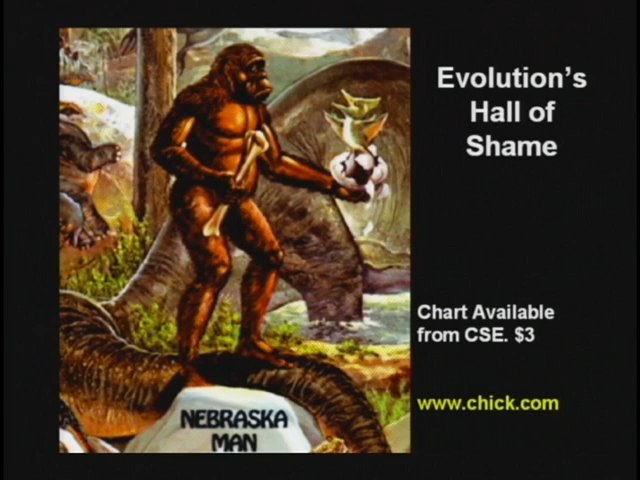 Evolution's
Hall of
Shame
Chart Available
from CSE. $3
www.chick.com
NEBRASKA
MAN